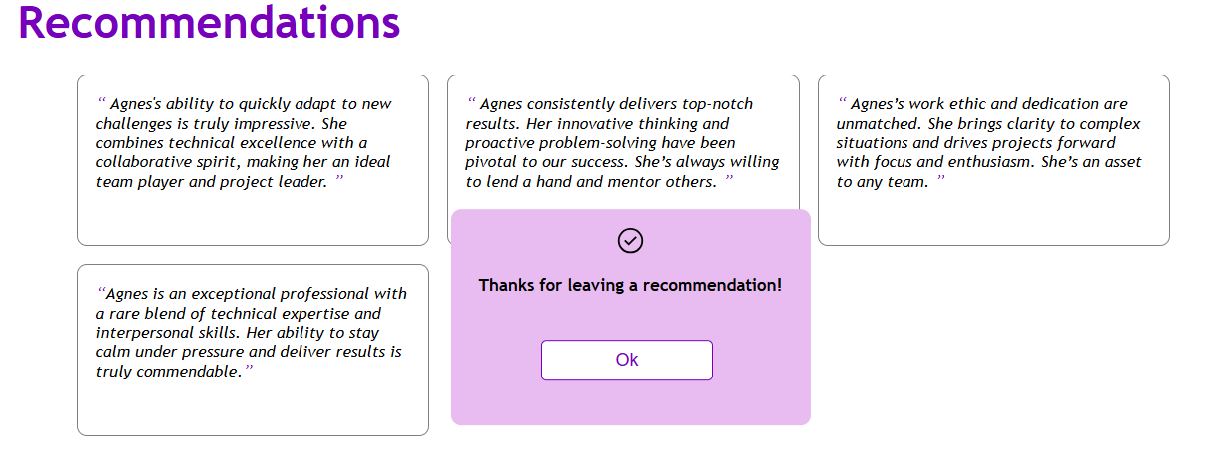 Recommendations
“ Agnes's ability to quickly adapt to new
challenges is truly impressive. She
combines technical excellence with a
collaborative spirit, making her an ideal
team player and project leader. ”
“ Agnes consistently delivers top-notch
results. Her innovative thinking and
proactive problem-solving have been
pivotal to our success. She’s always willing
to lend a hand and mentor others. ”
“ Agnes’s work ethic and dedication are
unmatched. She brings clarity to complex
situations and drives projects forward
with focus and enthusiasm. She’s an asset
to any team. ”
“Agnes is an exceptional professional with
a rare blend of technical expertise and
interpersonal skills. Her ability to stay
calm under pressure and deliver results is
truly commendable.”
Thanks for leaving a recommendation!
Ok